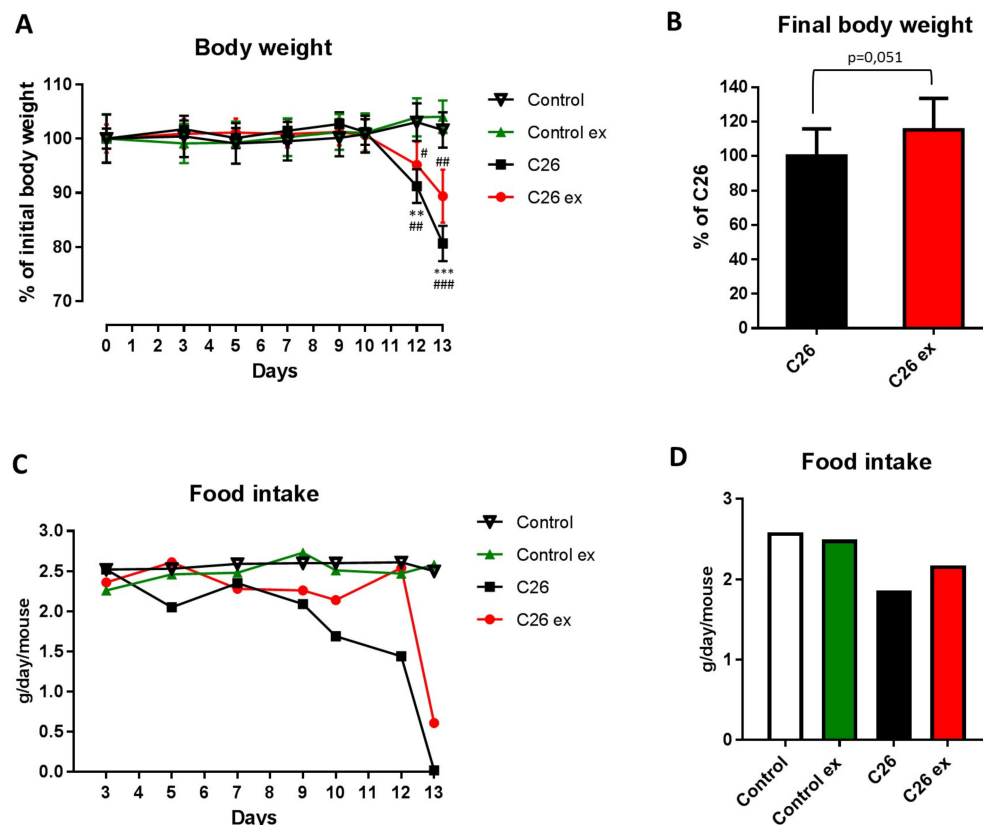 A
Body weight
% of initial body weight
110
100
90
80
70
#
##
**
##
***
###
0 1 2 3 4 5 6 7 8 9 10 11 12 13
Days
Control
Control ex
C26
C26 ex
B
Final body weight
p=0,051
% of C26
140
120
100
80
60
40
20
0
C26
C26 ex
C
Food intake
g/day/mouse
3.0
2.5
2.0
1.5
1.0
0.5
0.0
3 4 5 6 7 8 9 10 11 12 13
Days
Control
Control ex
C26
C26 ex
D
Food intake
g/day/mouse
3
2
1
0
Control
Control ex
C26
C26 ex